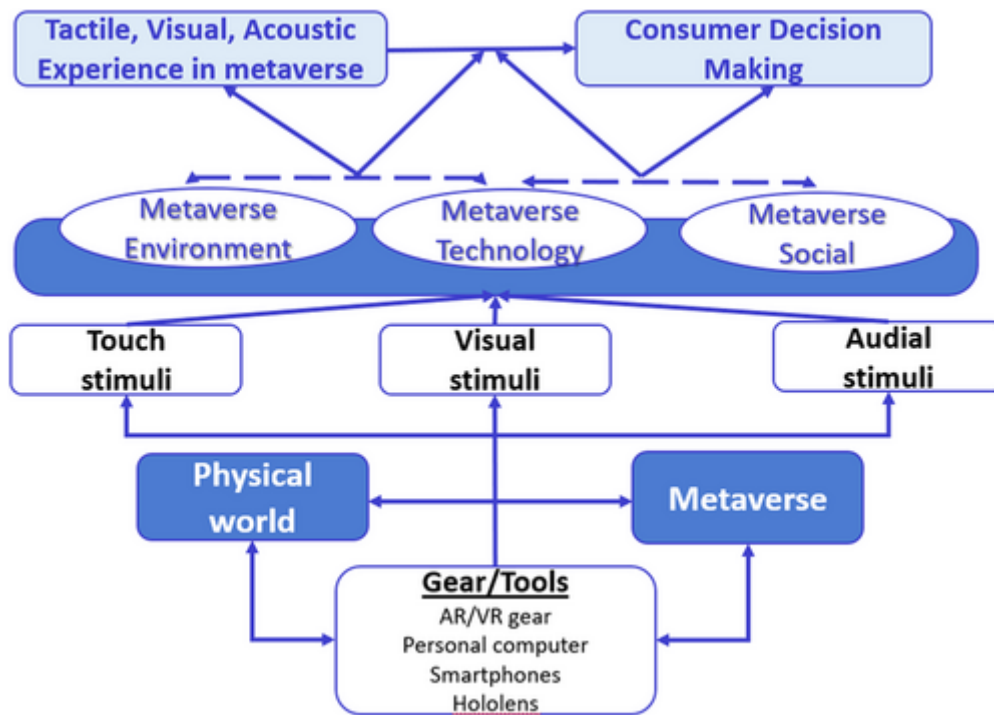 Tactile, Visual, Acoustic
Experience in metaverse
Consumer Decision
Making
Metaverse
Environment
Metaverse
Technology
Metaverse
Social
Touch
stimuli
Visual
stimuli
Audial
stimuli
Physical
world
Metaverse
Gear/Tools
AR/VR gear
Personal computer
Smartphones
Hololens